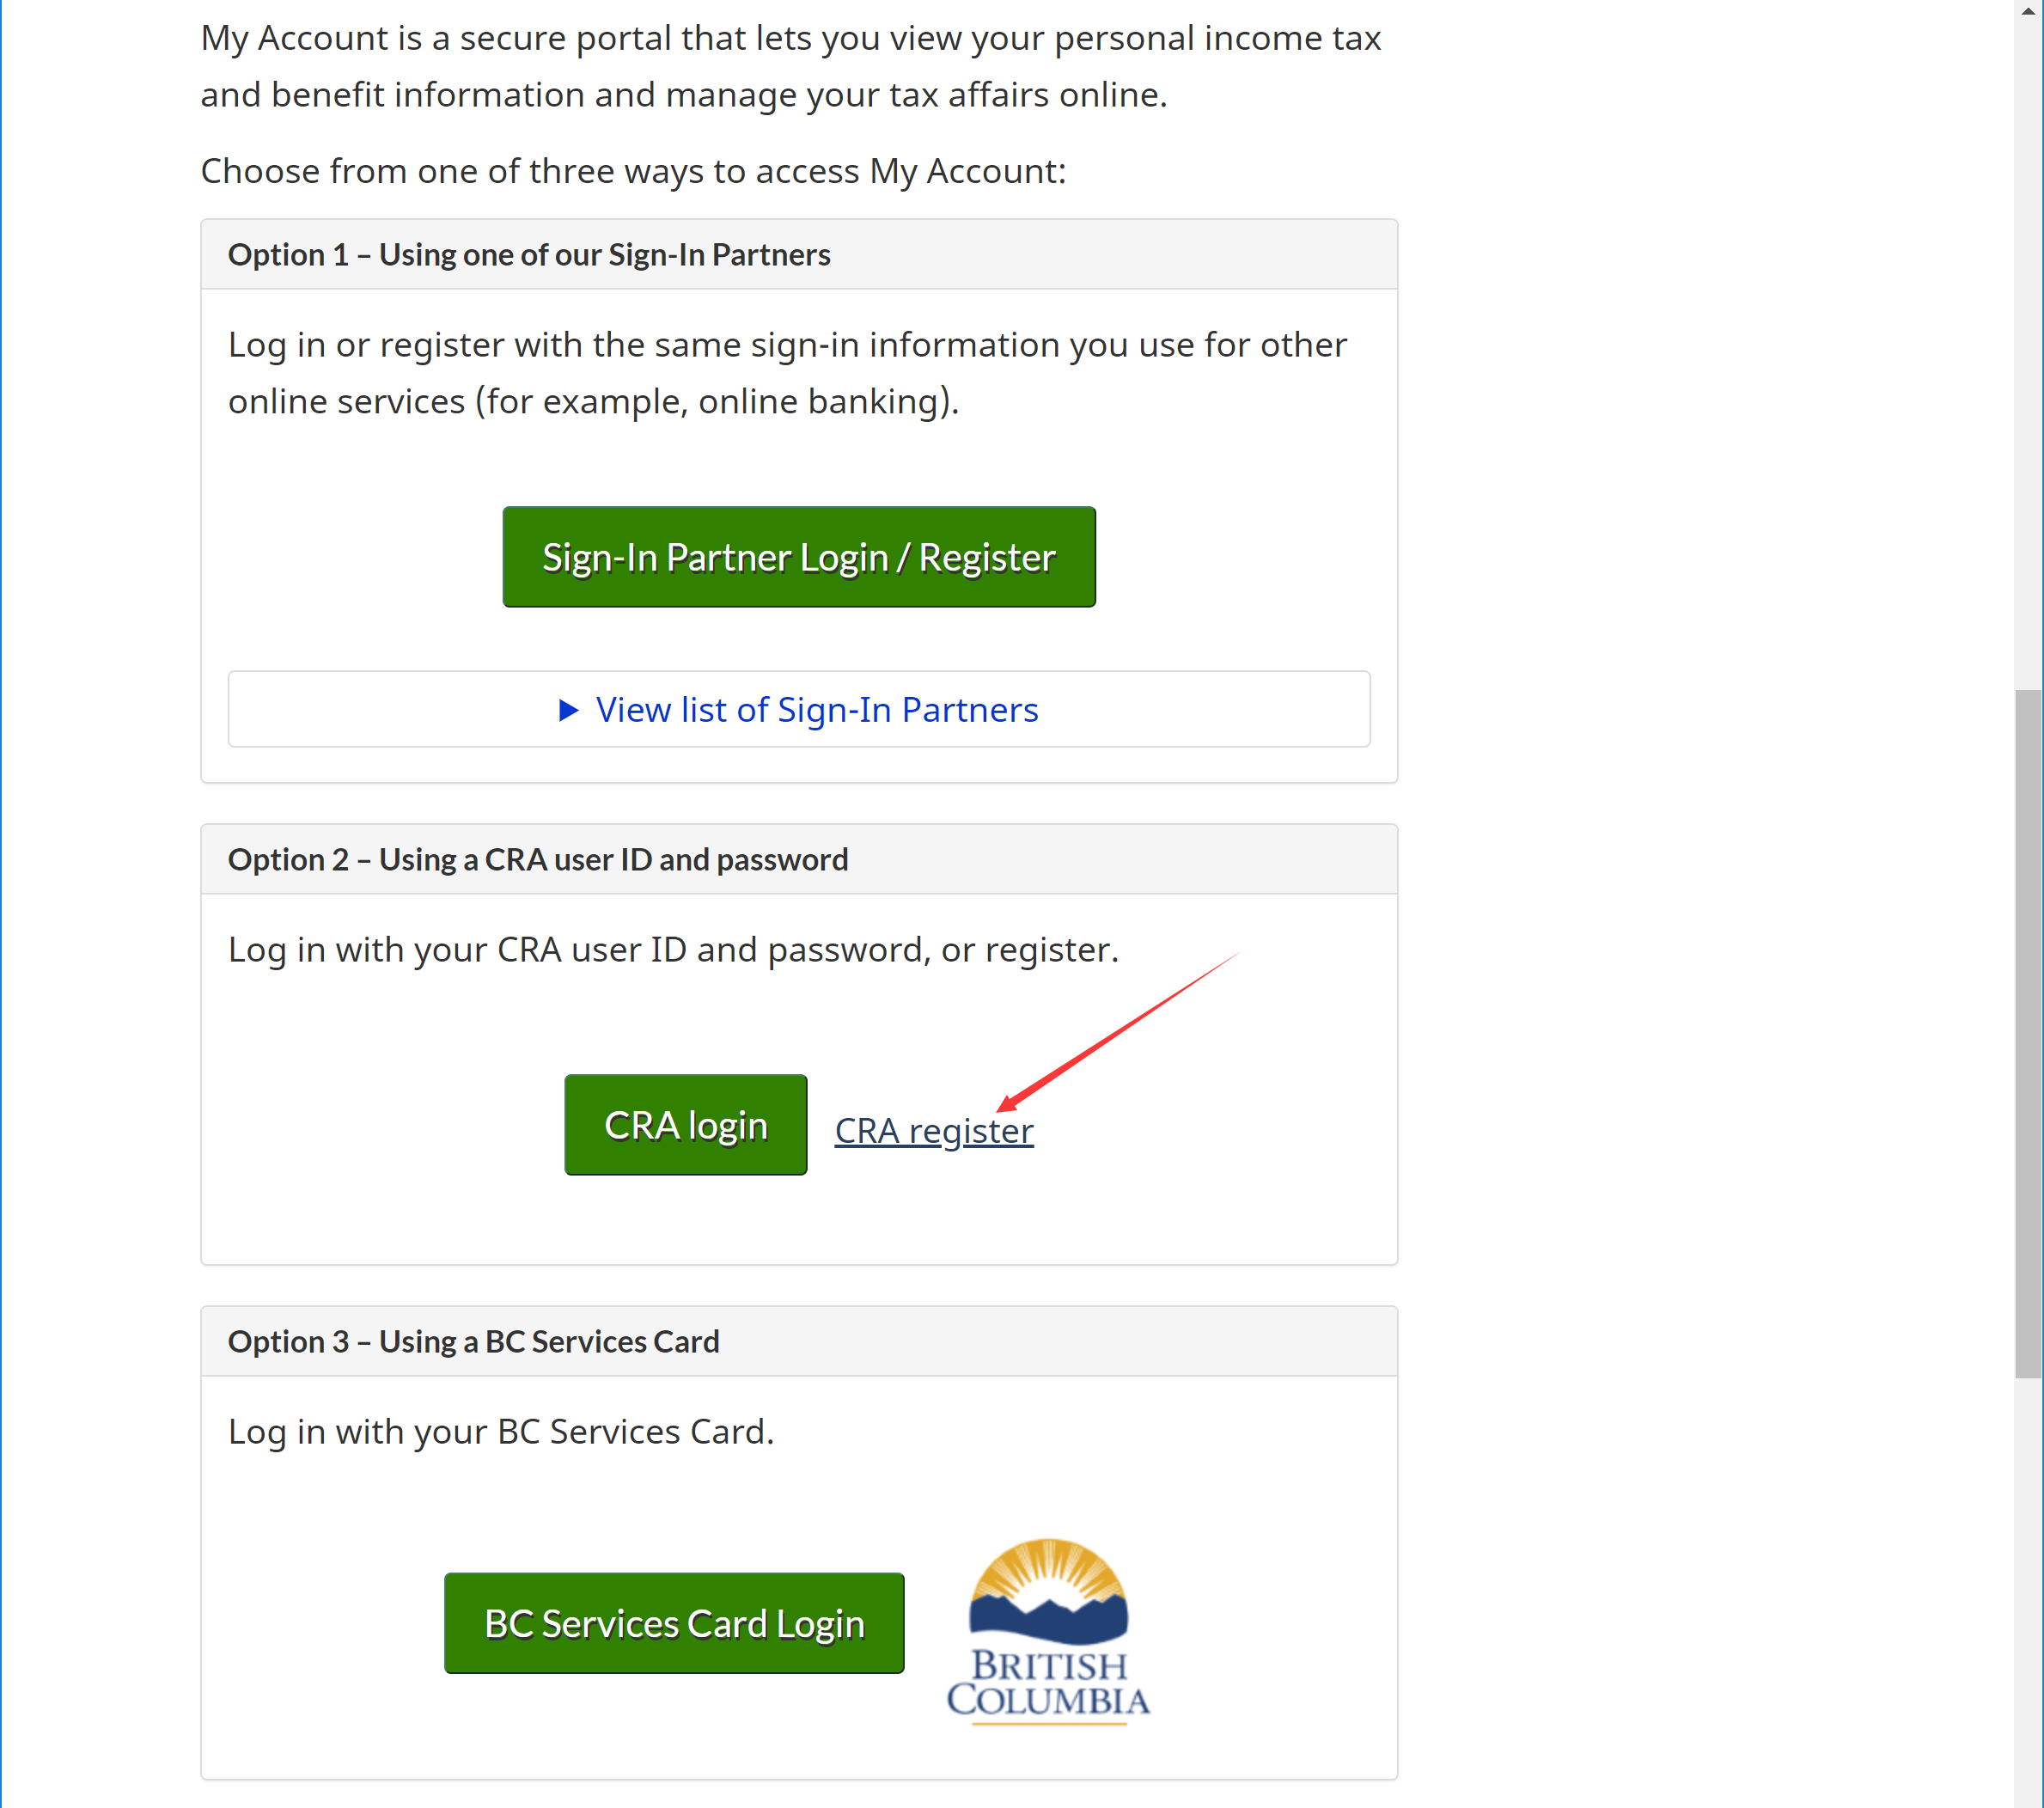 My Account is a secure portal that lets you view your personal income tax
and benefit information and manage your tax affairs online.
Choose from one of three ways to access My Account:
Option 1 – Using one of our Sign-In Partners
Log in or register with the same sign-in information you use for other
online services (for example, online banking).
Sign-In Partner Login / Register
View list of Sign-In Partners
Option 2 – Using a CRA user ID and password
Log in with your CRA user ID and password, or register.
CRA login
CRA register
Option 3 – Using a BC Services Card
Log in with your BC Services Card.
BC Services Card Login
BRITISH
COLUMBIA